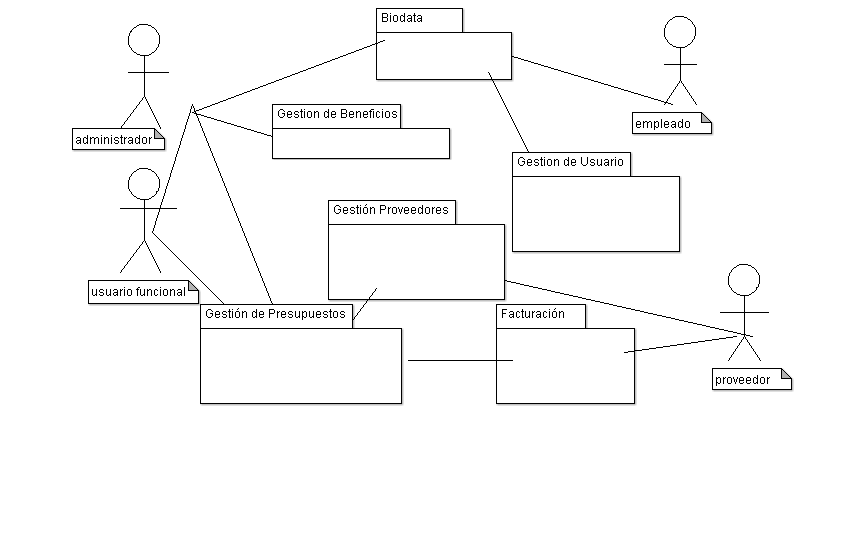 Biodata
administrador
Gestion de Beneficios
empleado
Gestion de Usuario
Gestión Proveedores
usuario funcional
Gestión de Presupuestos
Facturación
proveedor